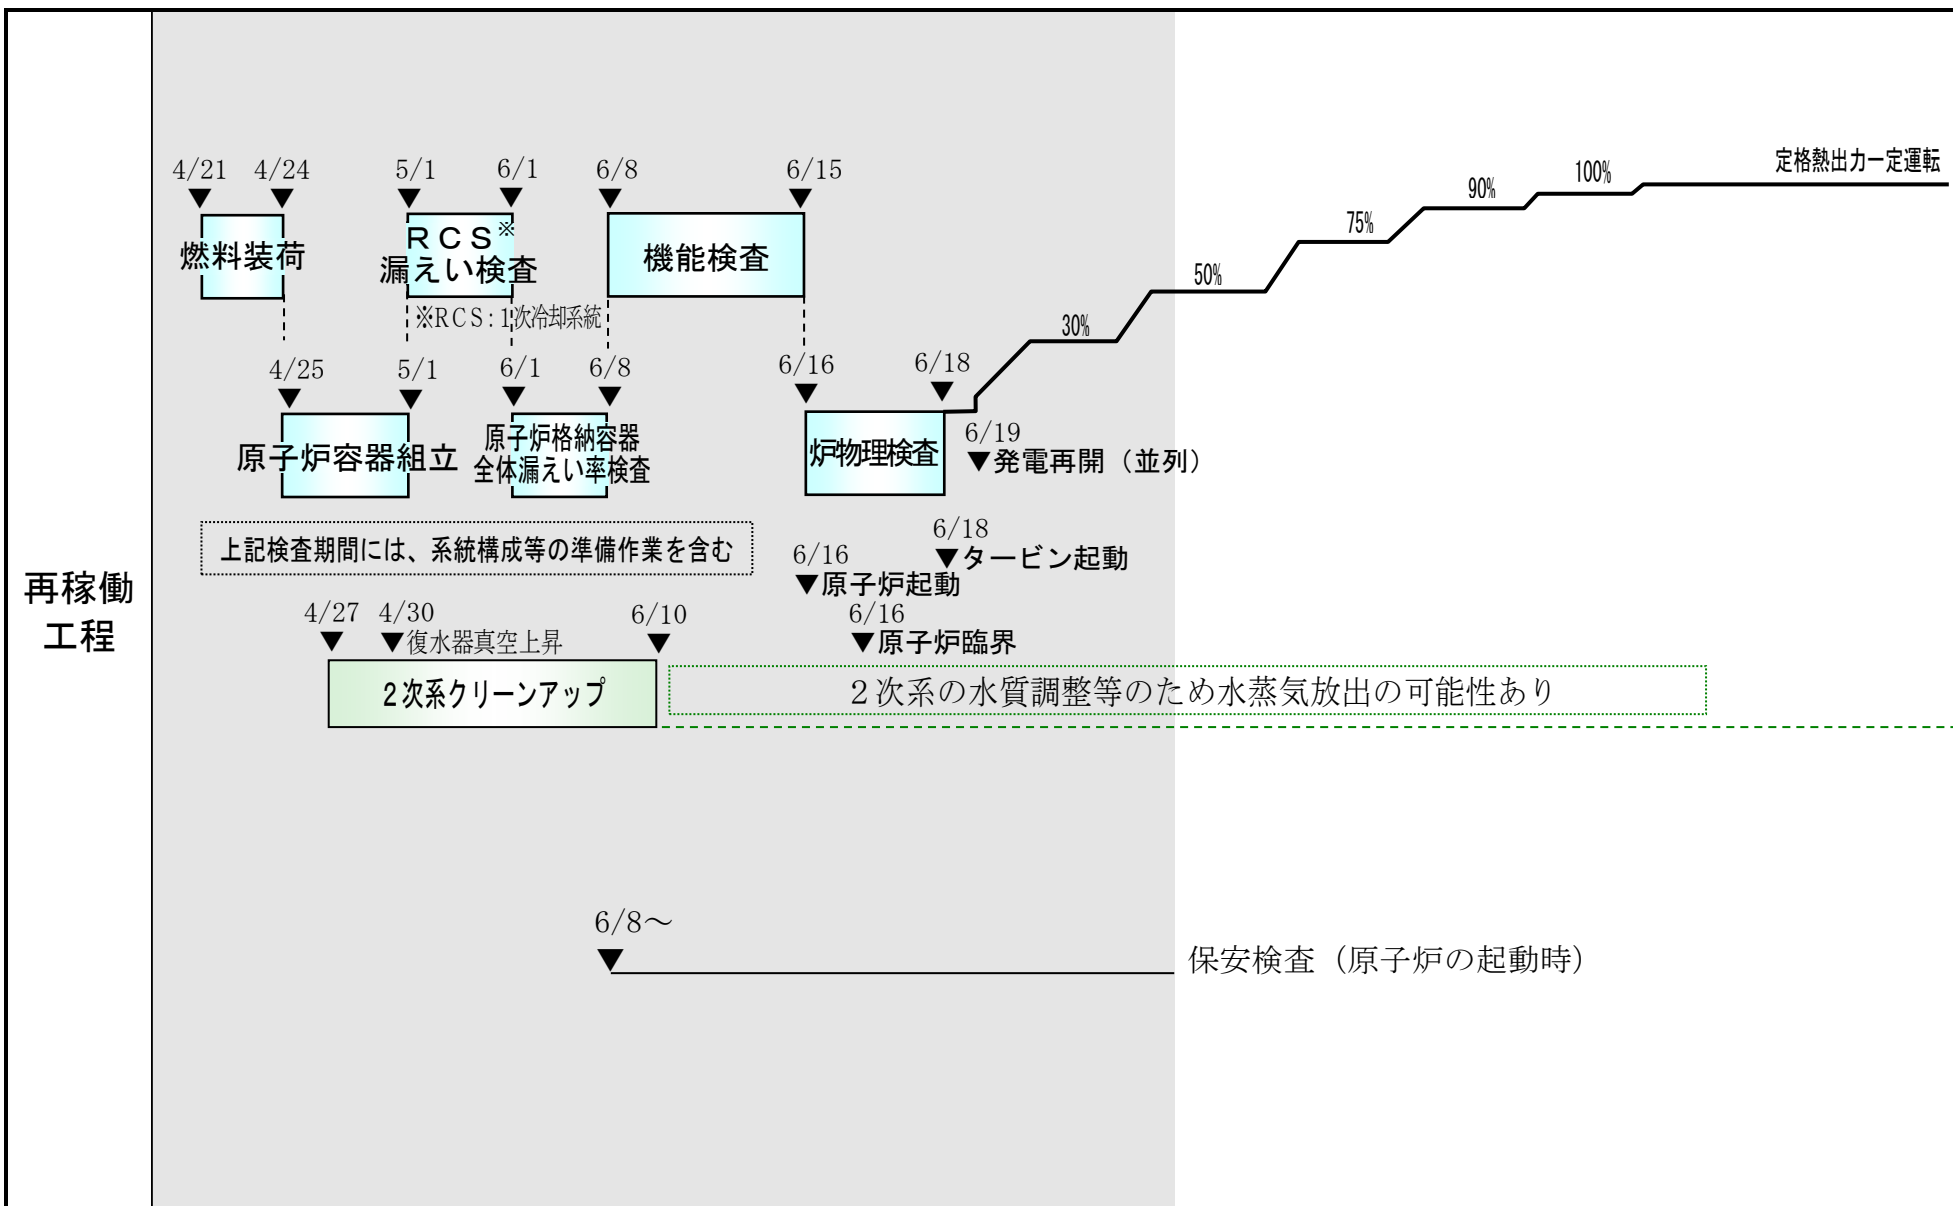 再稼働
工程
4/21 4/24 5/1 6/1 6/8 6/15
燃料装荷
RCS※
漏えい検査
機能検査
※RCS:1次冷却系統
4/25 5/1 6/1 6/8 6/16 6/18
原子炉容器組立
原子炉格納容器
全体漏えい率検査
炉物理検査
30%
50%
75%
90%
100%
定格熱出力一定運転
6/19
▼発電再開（並列）
上記検査期間には、系統構成等の準備作業を含む
6/18
▼タービン起動
6/16
▼原子炉起動
6/16
▼原子炉臨界
4/27 4/30 6/10
▼復水器真空上昇
２次系クリーンアップ
２次系の水質調整等のため水蒸気放出の可能性あり
6/8～
保安検査（原子炉の起動時）